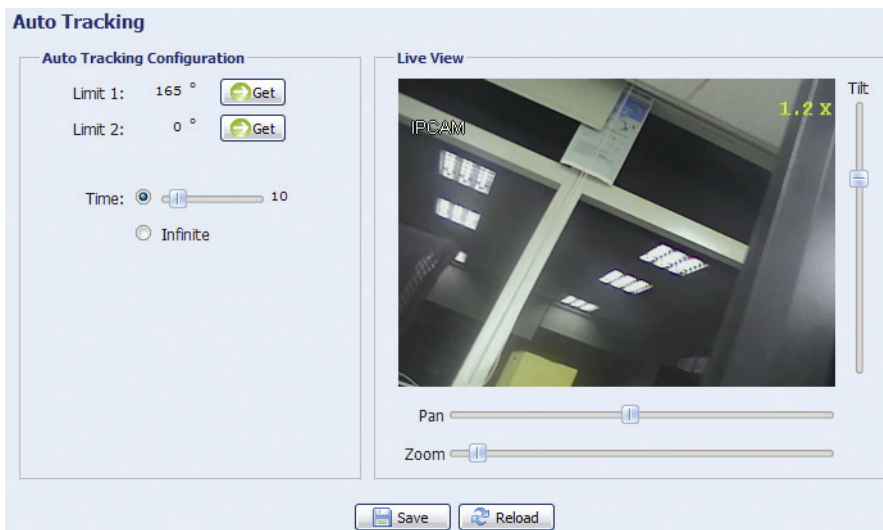 Auto Tracking
Auto Tracking Configuration
Limit 1: 165 ° Get
Limit 2: 0 ° Get
Time: 10
Infinite
Live View
IPCAM
1.2 X
Tilt
Pan
Zoom
Save
Reload